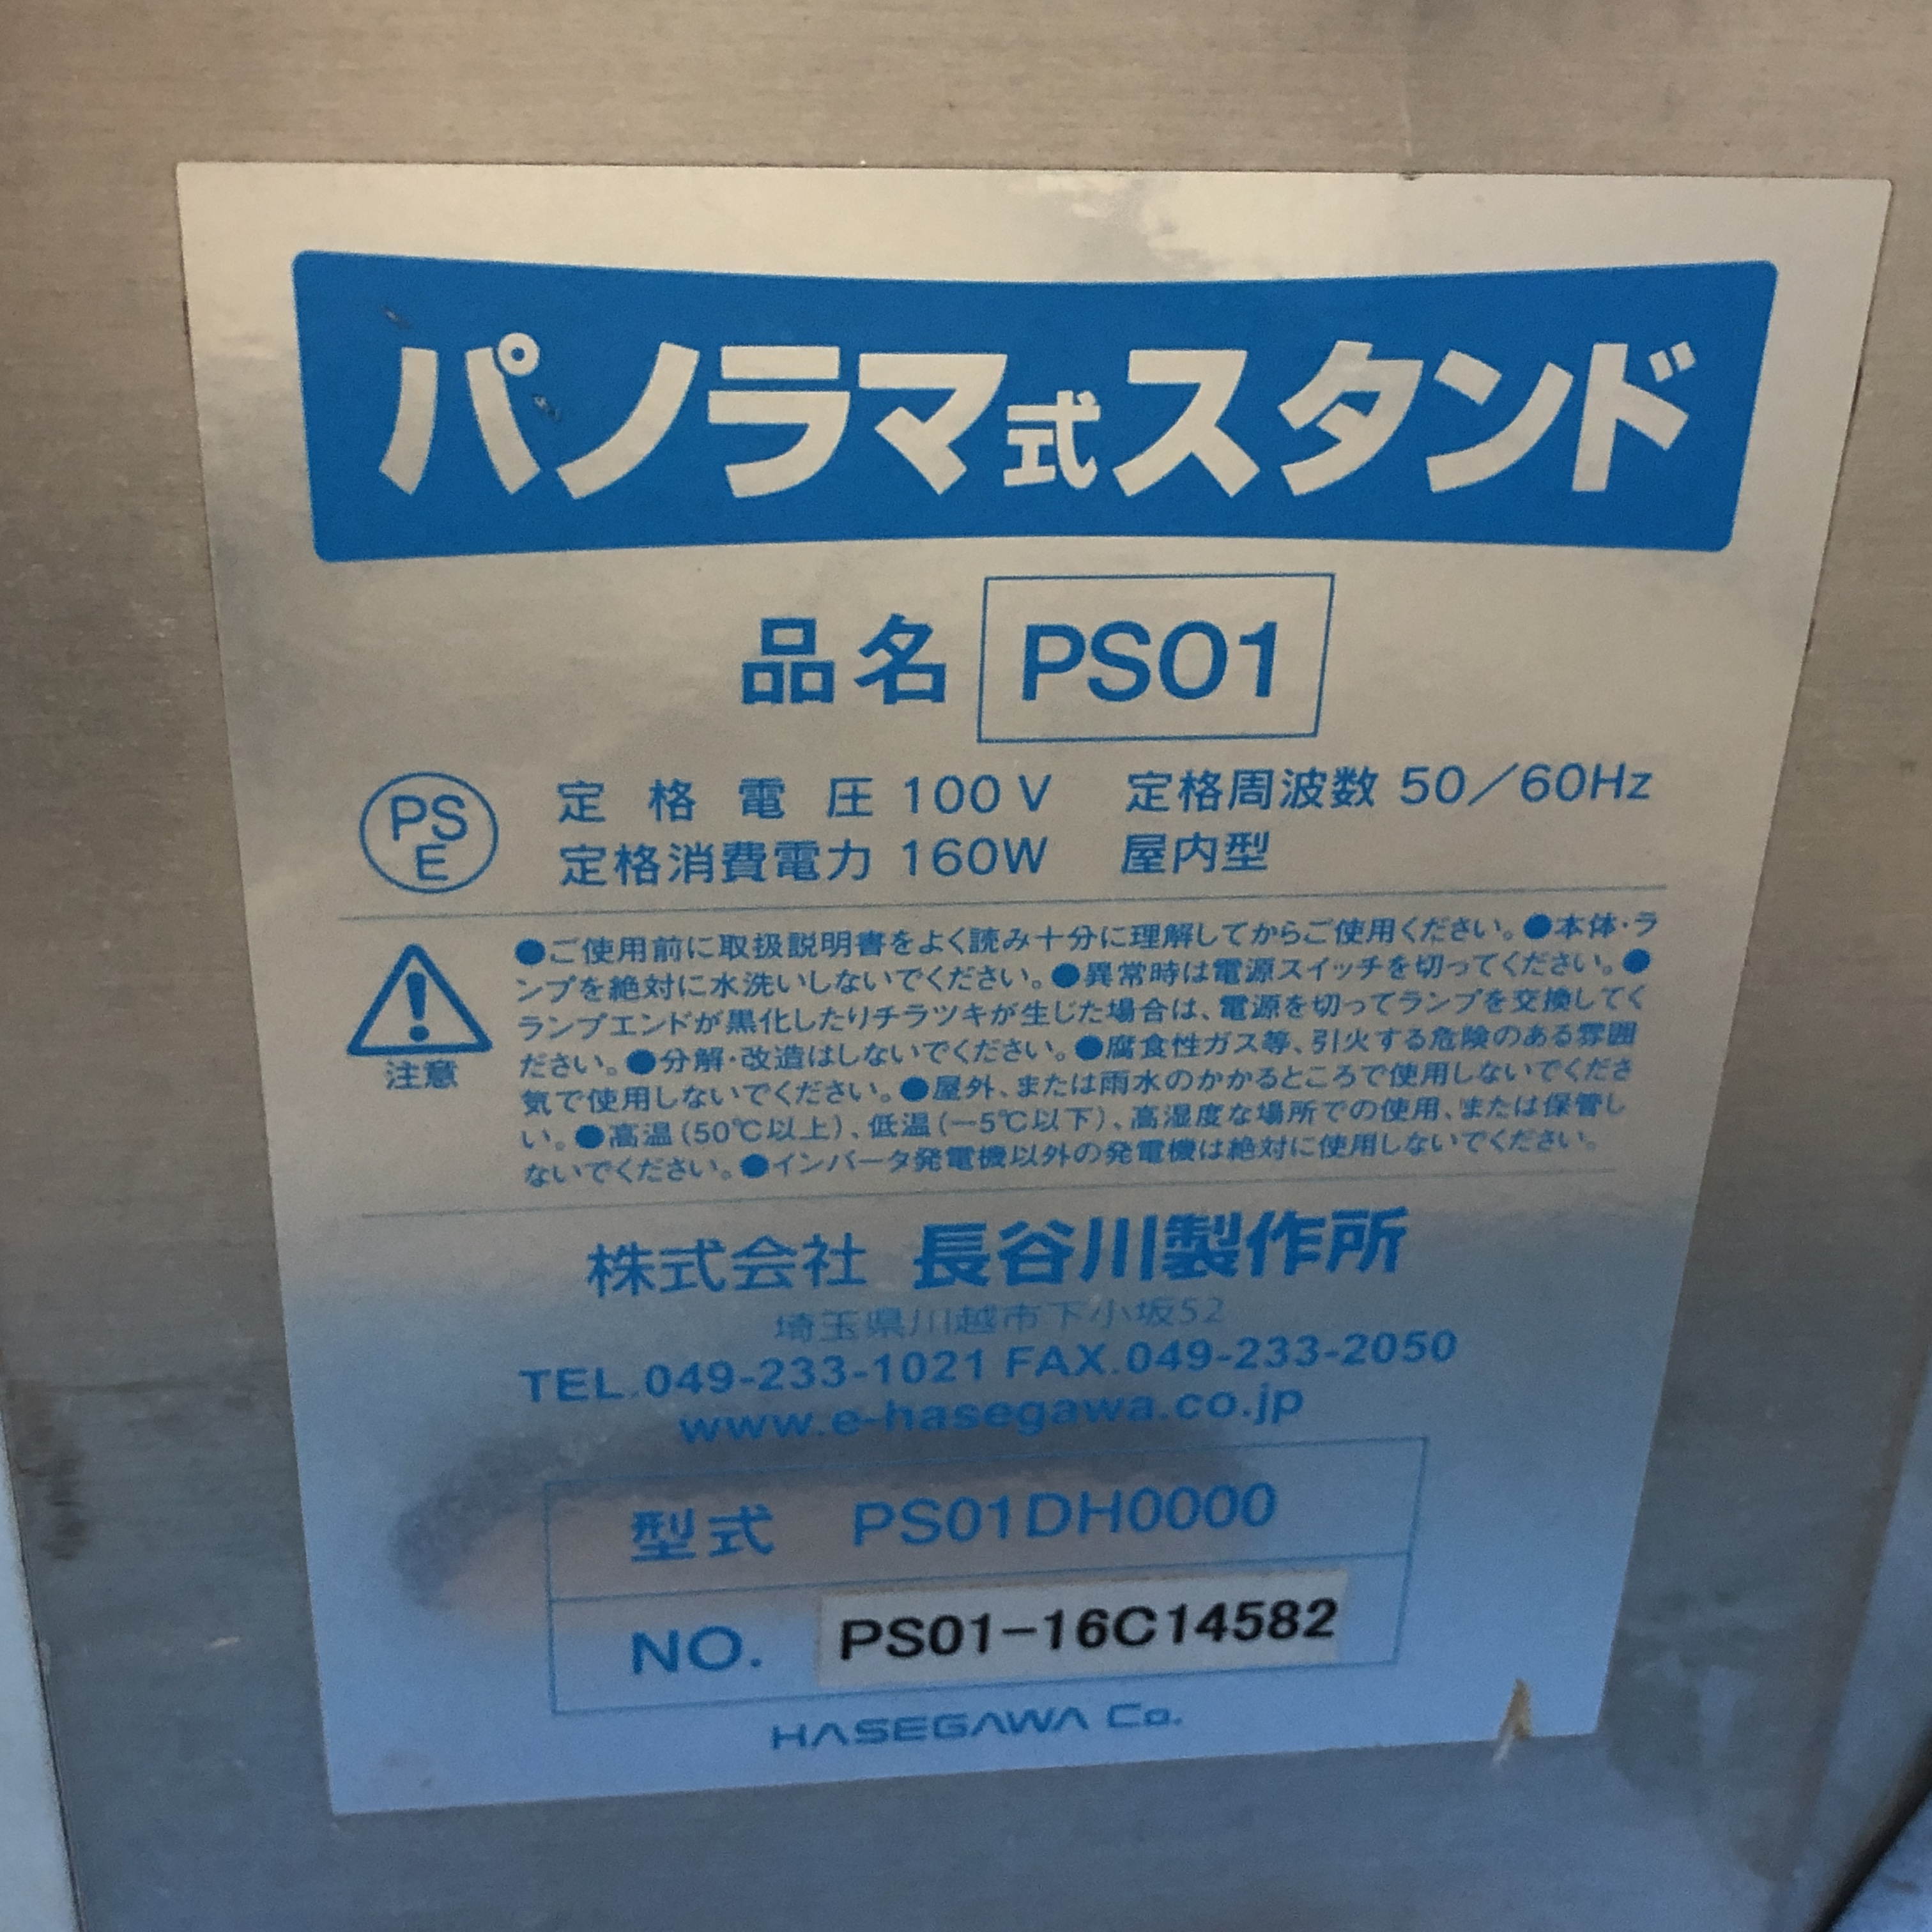 パノラマ式スタンド
品名 PS01
PS
E
定格電圧 100V 定格周波数 50／60Hz
定格消費電力 160W 屋内型
●ご使用前に取扱説明書をよく読み十分に理解してからご使用ください。●本体・ラ
ンプを絶対に水洗いしないでください。●異常時は電源スイッチを切ってください。●
ランプエンドが黒化したりチラツキが生じた場合は、電源を切ってランプを交換してく
ださい。●分解・改造はしないでください。●腐食性ガス等、引火する危険のある雰囲
気で使用しないでください。●屋外、または雨水のかかるところで使用しないでくださ
い。●高温（50℃以上）、低温（－5℃以下）、高湿度な場所での使用、または保管し
ないでください。●インバータ発電機以外の発電機は絶対に使用しないでください。
注意
株式会社 長谷川製作所
埼玉県川越市下小坂52
TEL.049-233-1021 FAX.049-233-2050
www.e-hasegawa.co.jp
型式 PS01DH0000
NO. PS01-16C14582
HASEGAWA Co.